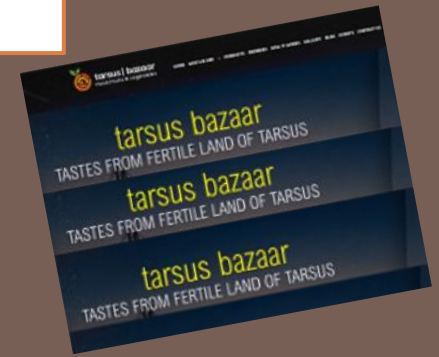 tarsus | bazaar
tarsus bazaar
TASTES FROM FERTILE LAND OF TARSUS
tarsus bazaar
TASTES FROM FERTILE LAND OF TARSUS
tarsus bazaar
TASTES FROM FERTILE LAND OF TARSUS